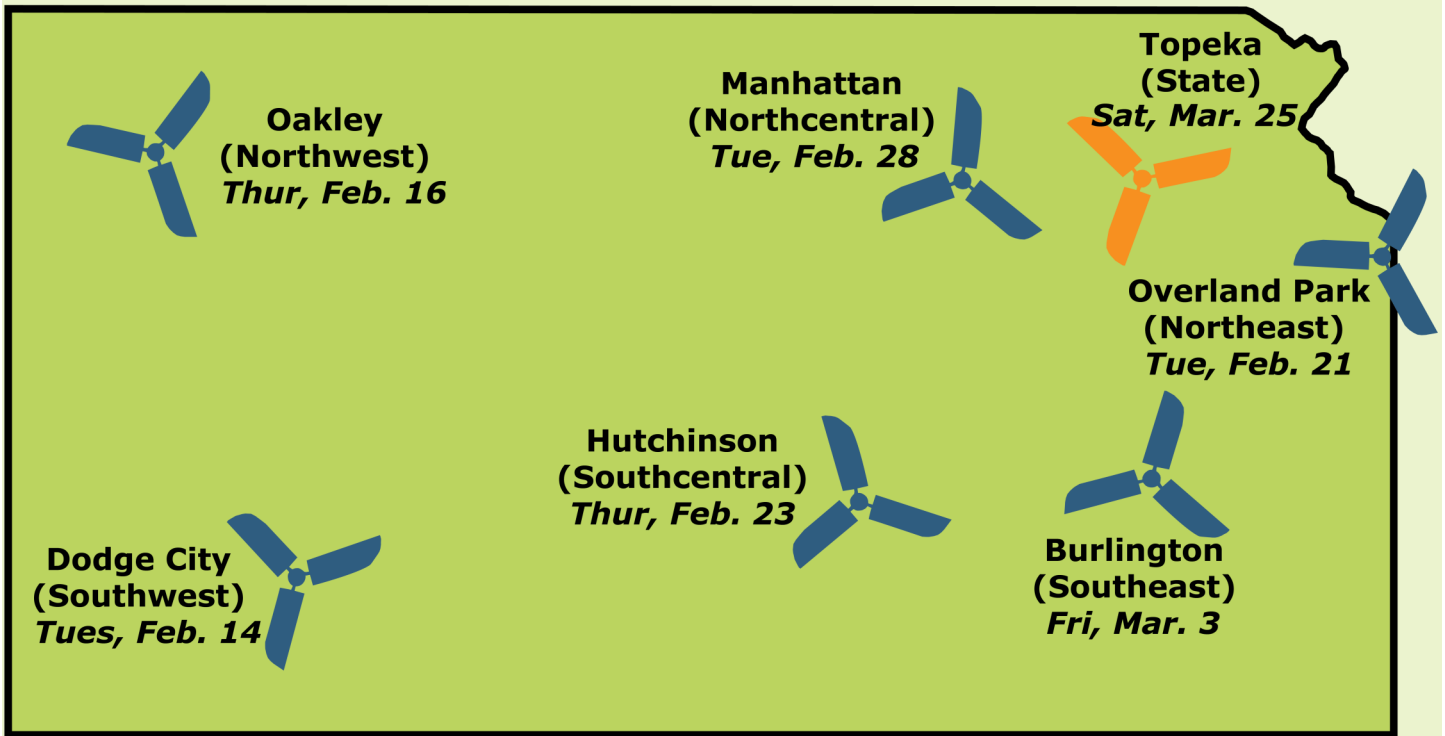 Topeka
(State)
Sat, Mar. 25
Manhattan
(Northcentral)
Tue, Feb. 28
Oakley
(Northwest)
Thur, Feb. 16
Overland Park
(Northeast)
Tue, Feb. 21
Hutchinson
(Southcentral)
Thur, Feb. 23
Dodge City
(Southwest)
Tues, Feb. 14
Burlington
(Southeast)
Fri, Mar. 3